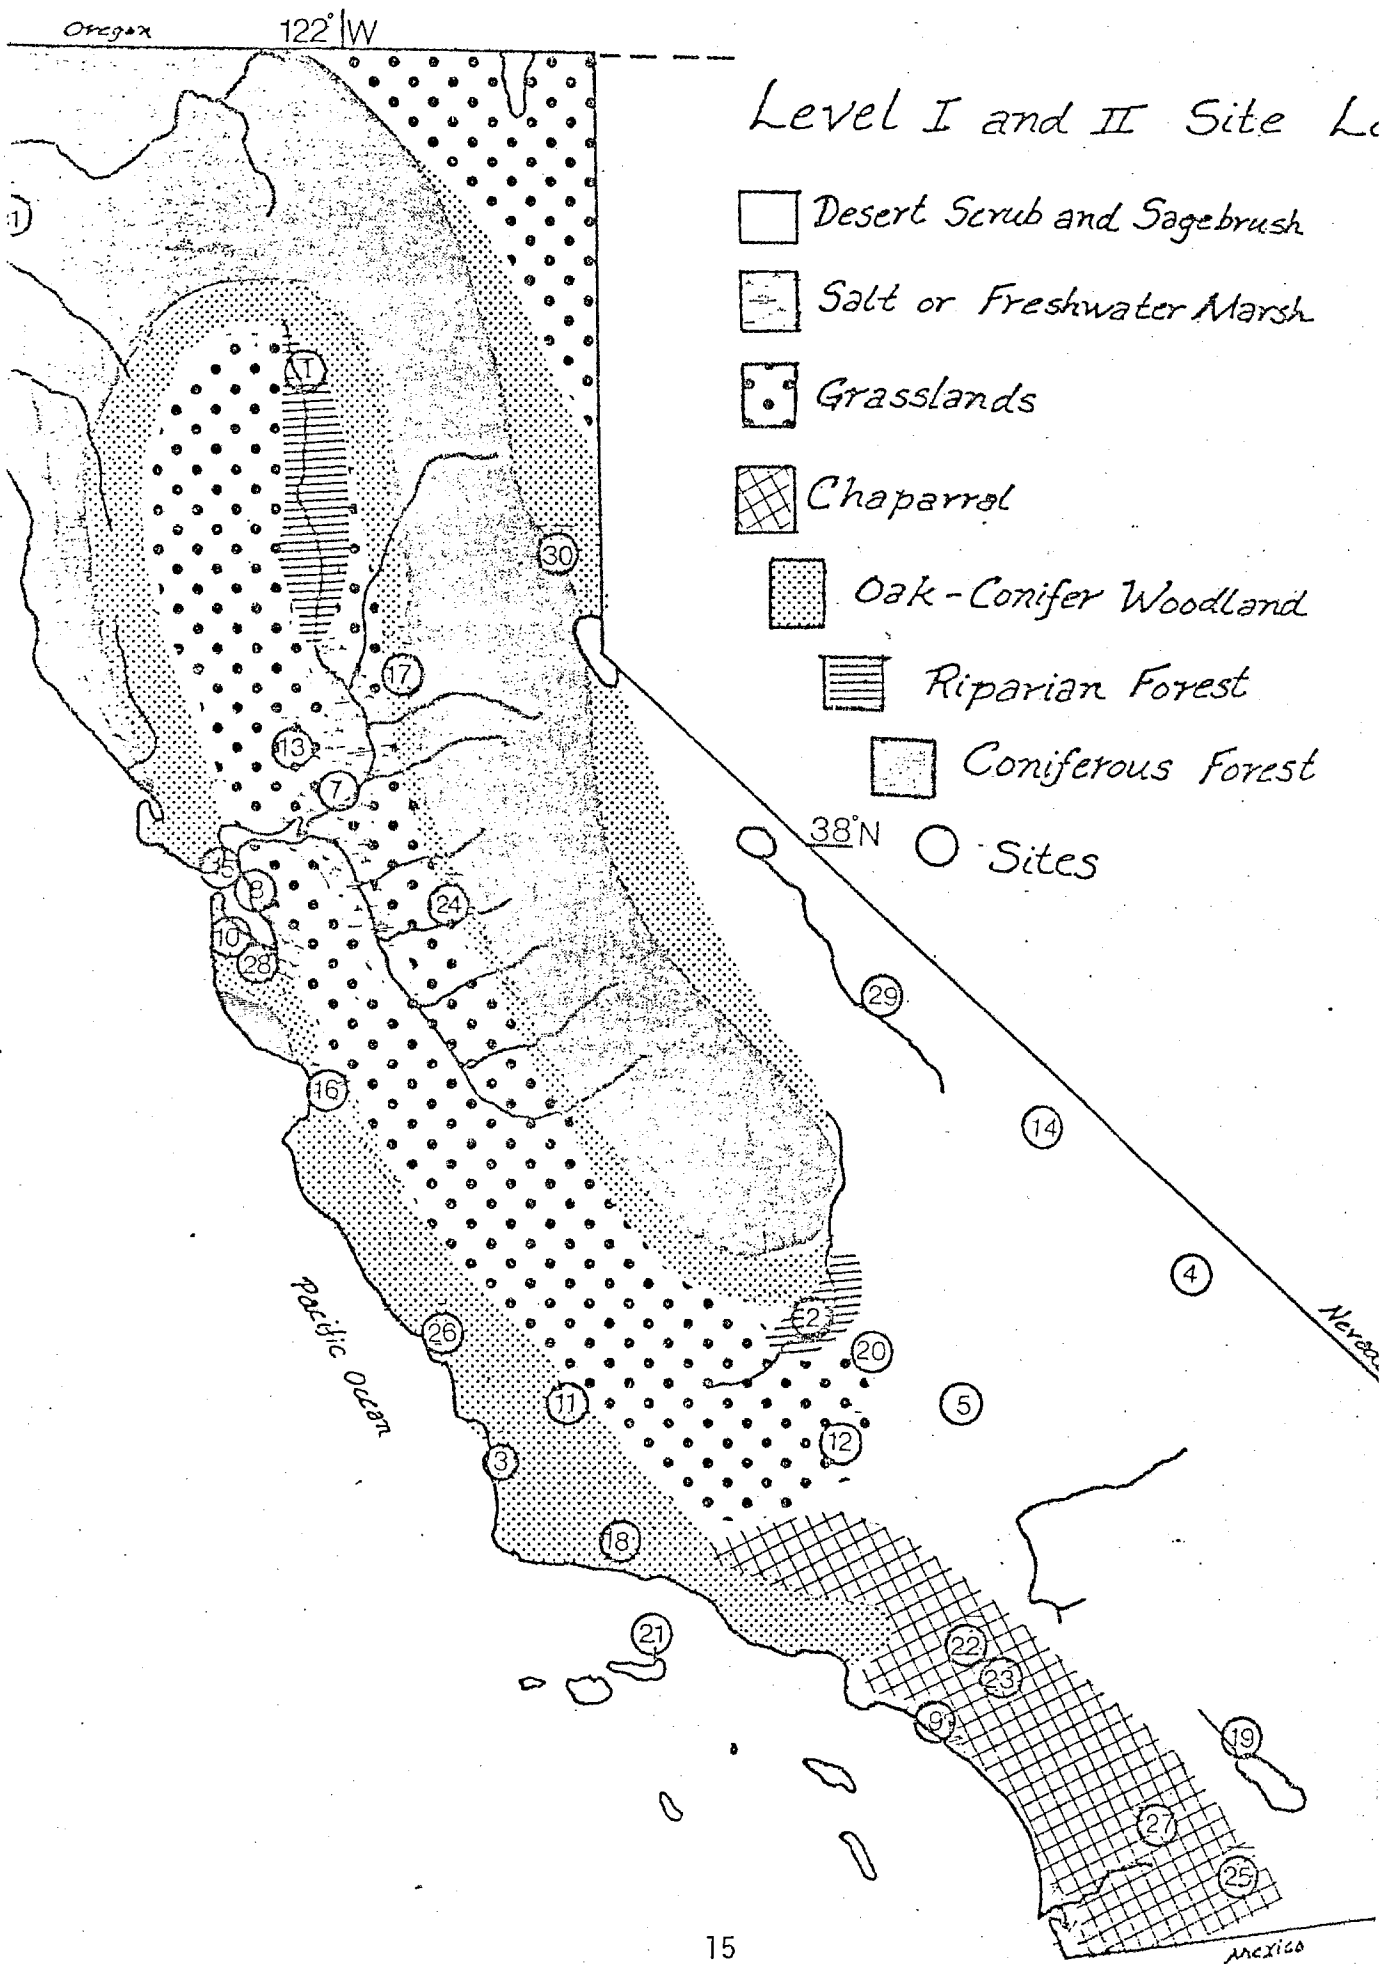 Oregon
122°W
Level I and II Site
Desert Scrub and Sagebrush
Salt or Freshwater Marsh
Grasslands
Chaparral
Oak-Conifer Woodland
Riparian Forest
Coniferous Forest
38°N
Sites
1
30
17
13
7
8
24
10
28
29
16
14
4
2
26
20
11
5
12
3
18
21
22
23
9
19
27
25
Pacific Ocean
Mexico
15